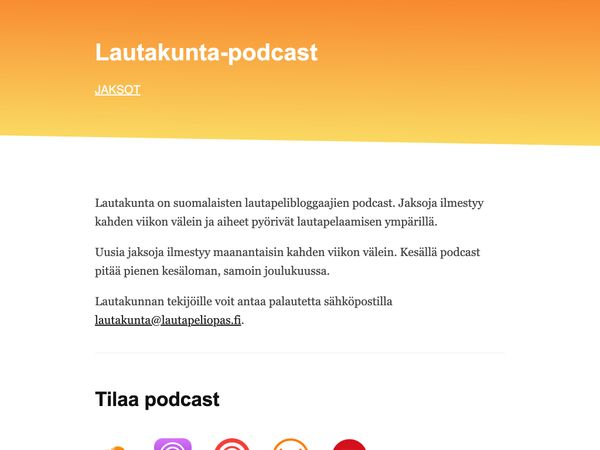 Lautakunta-podcast
JAKSOT
Lautakunta on suomalaisten lautapelibloggaajien podcast. Jaksoja ilmestyy
kahden viikon välein ja aiheet pyörivät lautapelaamisen ympärillä.
Uusia jaksoja ilmestyy maanantaisin kahden viikon välein. Kesällä podcast
pitää pienen kesäloman, samoin joulukuussa.
Lautakunnan tekijöille voit antaa palautetta sähköpostilla
lautakunta@lautapeliopas.fi.
Tilaa podcast